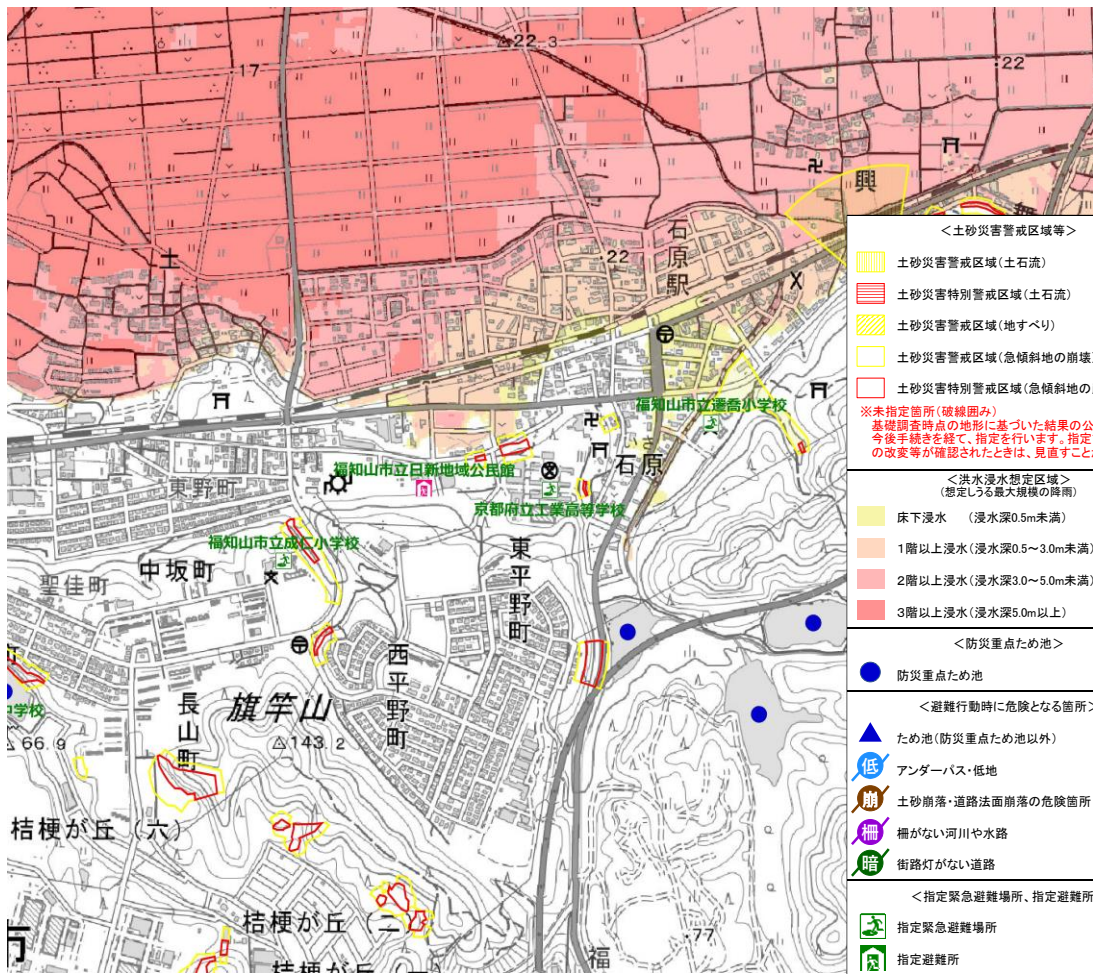 22.3
17
22
興
石原駅
22
土
福知山市立遷喬小学校
石原
福知山市立日新地域公民館
京都府立工業高等学校
東野町
福知山市立成仁小学校
中坂町
聖佳町
東平野町
西平野町
旗竿山
143.2
長山町
中学校
66.9
桔梗が丘(六)
桔梗が丘(二)
桔梗が丘(一)
市
福
77
<土砂災害警戒区域等>
土砂災害警戒区域(土石流)
土砂災害特別警戒区域(土石流)
土砂災害警戒区域(地すべり)
土砂災害警戒区域(急傾斜地の崩壊
土砂災害特別警戒区域(急傾斜地の
※未指定箇所(破線囲み)
基礎調査時点の地形に基づいた結果の公
今後手続きを経て、指定を行います。指定
の改変等が確認されたときは、見直すこと
<洪水浸水想定区域>
(想定しうる最大規模の降雨)
床下浸水 (浸水深0.5m未満)
1階以上浸水(浸水深0.5~3.0m未満)
2階以上浸水(浸水深3.0~5.0m未満)
3階以上浸水(浸水深5.0m以上)
<防災重点ため池>
防災重点ため池
<避難行動時に危険となる箇所>
ため池(防災重点ため池以外)
低 アンダーパス・低地
崩 土砂崩落・道路法面崩落の危険箇所
柵 柵がない河川や水路
暗 街路灯がない道路
<指定緊急避難場所、指定避難所
指定緊急避難場所
指定避難所